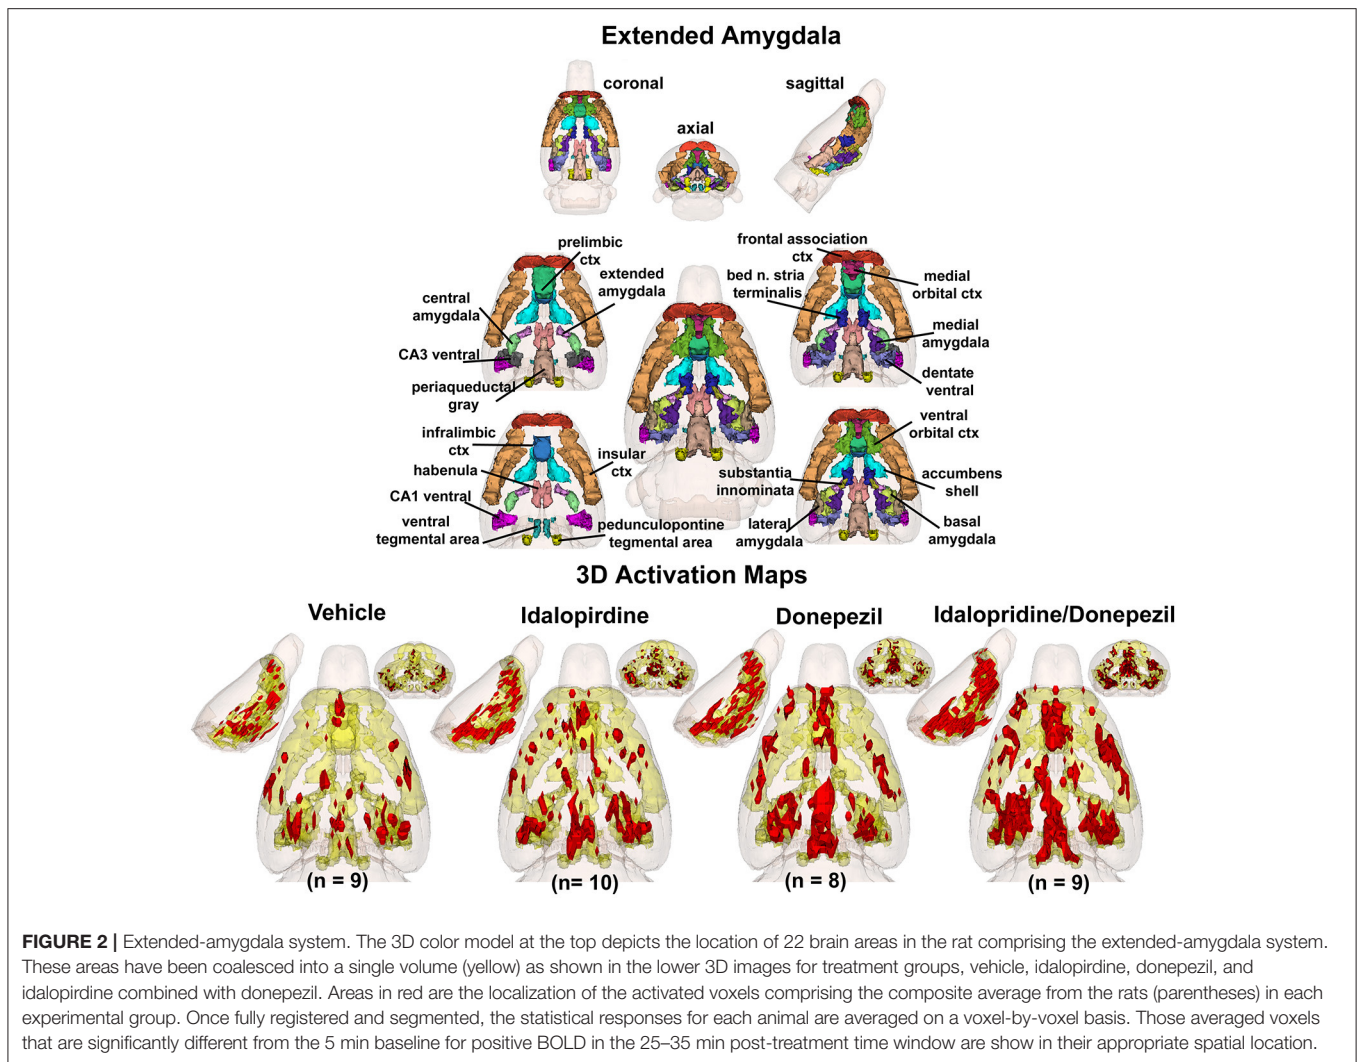 Extended Amygdala
coronal
sagittal
axial
prelimbic
ctx
extended
amygdala
central
amygdala
CA3 ventral
periaqueductal
gray
frontal association
ctx
bed n. stria
terminalis
medial
orbital ctx
medial
amygdala
dentate
ventral
infralimbic
ctx
habenula
CA1 ventral
ventral
tegmental area
insular
ctx
pedunculopontine
tegmental area
ventral
orbital ctx
substantia
innominata
accumbens
shell
lateral
amygdala
basal
amygdala
3D Activation Maps
Vehicle
Idalopirdine
Donepezil
Idalopridine/Donepezil
(n = 9)
(n= 10)
(n = 8)
(n = 9)
FIGURE 2 | Extended-amygdala system. The 3D color model at the top depicts the location of 22 brain areas in the rat comprising the extended-amygdala system.
These areas have been coalesced into a single volume (yellow) as shown in the lower 3D images for treatment groups, vehicle, idalopirdine, donepezil, and
idalopirdine combined with donepezil. Areas in red are the localization of the activated voxels comprising the composite average from the rats (parentheses) in each
experimental group. Once fully registered and segmented, the statistical responses for each animal are averaged on a voxel-by-voxel basis. Those averaged voxels
that are significantly different from the 5 min baseline for positive BOLD in the 25–35 min post-treatment time window are show in their appropriate spatial location.